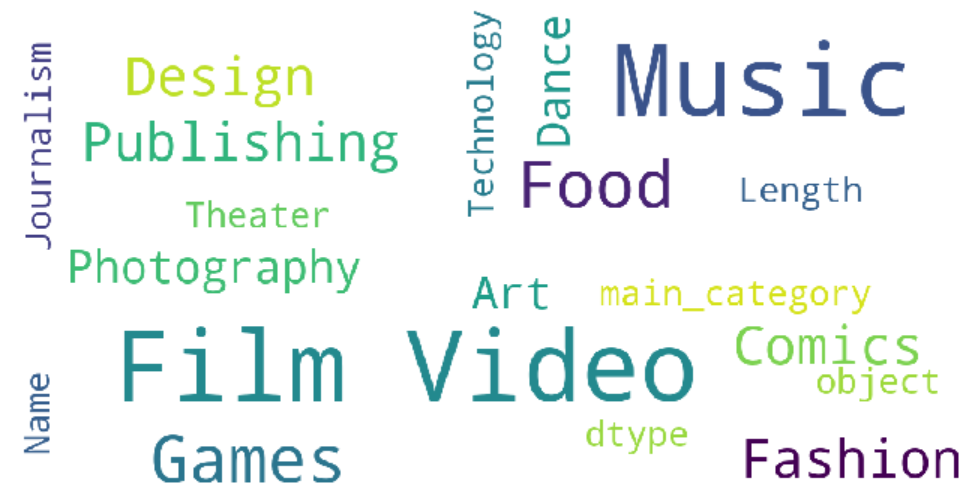 Journalism
Design
Publishing
Theater
Photography
Technology
Dance
Music
Food
Length
Art
main_category
Film Video
Comics
object
Name
dtype
Games
Fashion